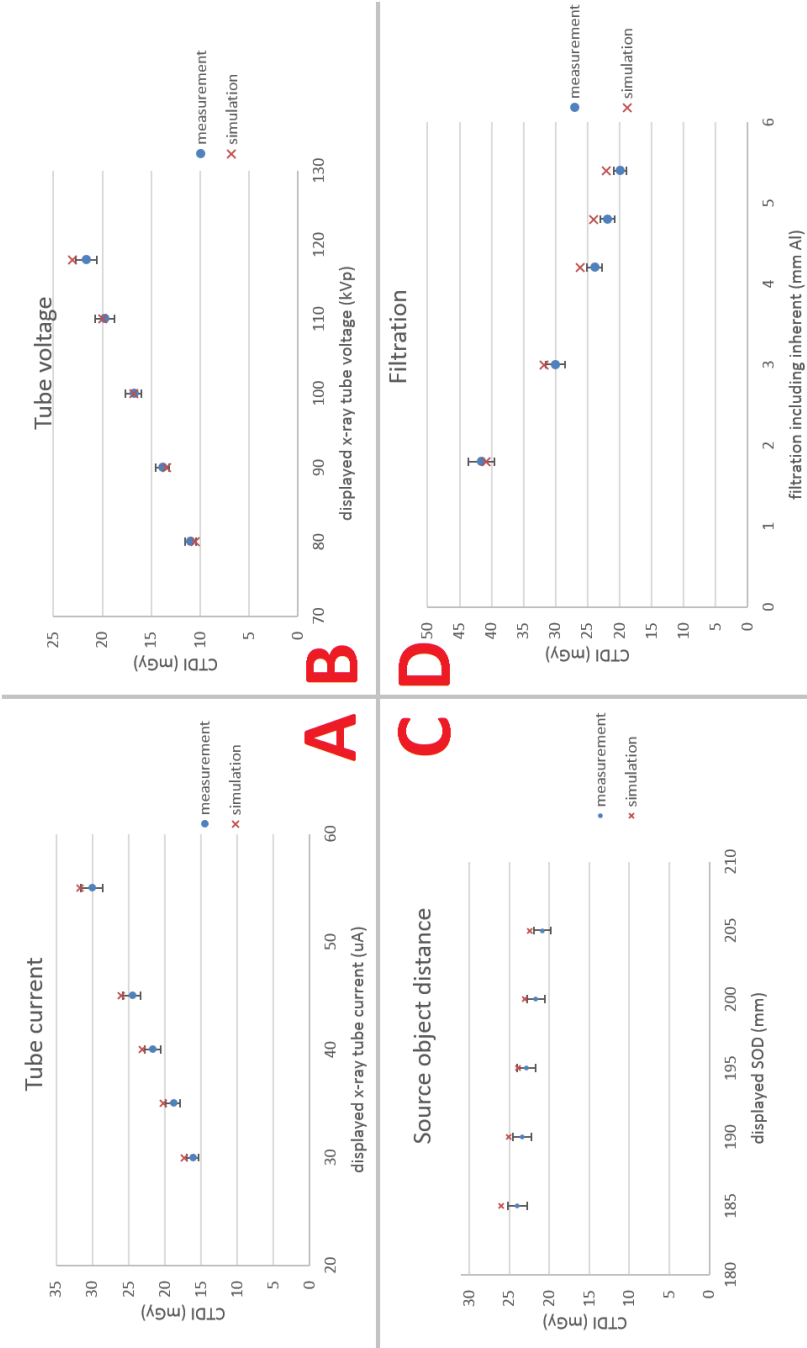 Tube current
CTDI (mGy)
35
30
25
20
15
10
5
0
20
30
40
50
60
displayed x-ray tube current (uA)
measurement
simulation
A
Tube voltage
CTDI (mGy)
25
20
15
10
5
0
70
80
90
100
110
120
130
displayed x-ray tube voltage (kVp)
measurement
simulation
B
C
Source object distance
CTDI (mGy)
30
25
20
15
10
5
0
180
185
190
195
200
205
210
displayed SOD (mm)
measurement
simulation
D
Filtration
CTDI (mGy)
50
45
40
35
30
25
20
15
10
5
0
0
1
2
3
4
5
6
filtration including inherent (mm Al)
measurement
simulation